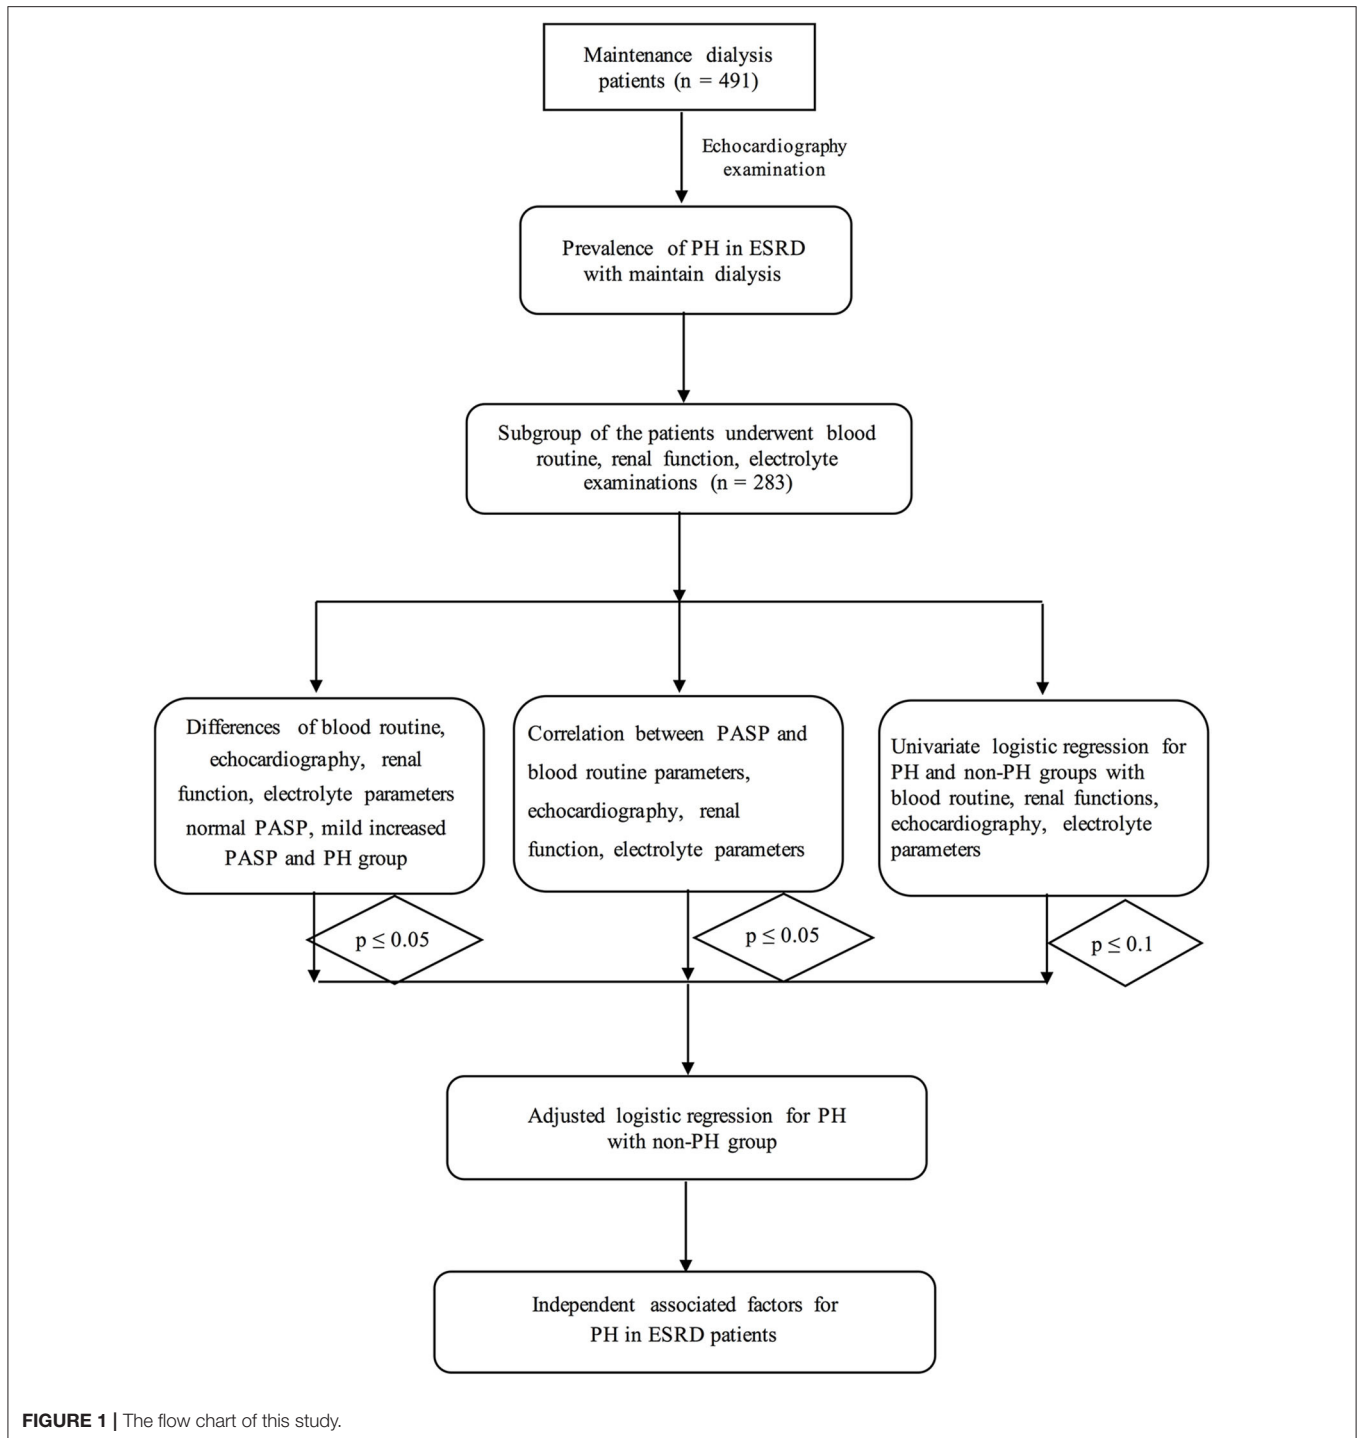 Maintenance dialysis
patients (n = 491)
Echocardiography
examination
Prevalence of PH in ESRD
with maintain dialysis
Subgroup of the patients underwent blood
routine, renal function, electrolyte
examinations (n = 283)
Differences of blood routine,
echocardiography, renal
function, electrolyte parameters
normal PASP, mild increased
PASP and PH group
Correlation between PASP and
blood routine parameters,
echocardiography, renal
function, electrolyte parameters
Univariate logistic regression for
PH and non-PH groups with
blood routine, renal functions,
echocardiography, electrolyte
parameters
p ≤ 0.05
p ≤ 0.05
p ≤ 0.1
Adjusted logistic regression for PH
with non-PH group
Independent associated factors for
PH in ESRD patients
FIGURE 1 | The flow chart of this study.